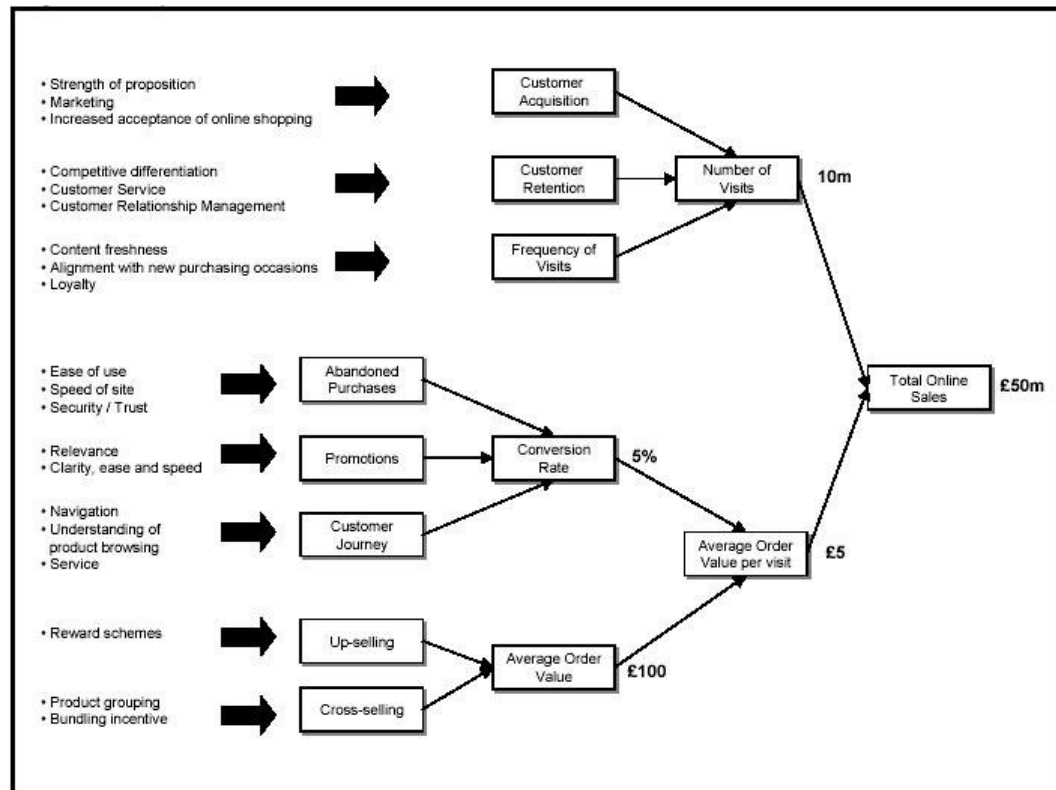 • Strength of proposition
• Marketing
• Increased acceptance of online shopping
Customer
Acquisition
• Competitive differentiation
• Customer Service
• Customer Relationship Management
Customer
Retention
Number of
Visits
10m
• Content freshness
• Alignment with new purchasing occasions
• Loyalty
Frequency of
Visits
• Ease of use
• Speed of site
• Security / Trust
Abandoned
Purchases
Total Online
Sales
£50m
• Relevance
• Clarity, ease and speed
Promotions
Conversion
Rate
5%
• Navigation
• Understanding of
product browsing
• Service
Customer
Journey
Average Order
Value per visit
£5
• Reward schemes
Up-selling
Average Order
Value
£100
• Product grouping
• Bundling incentive
Cross-selling